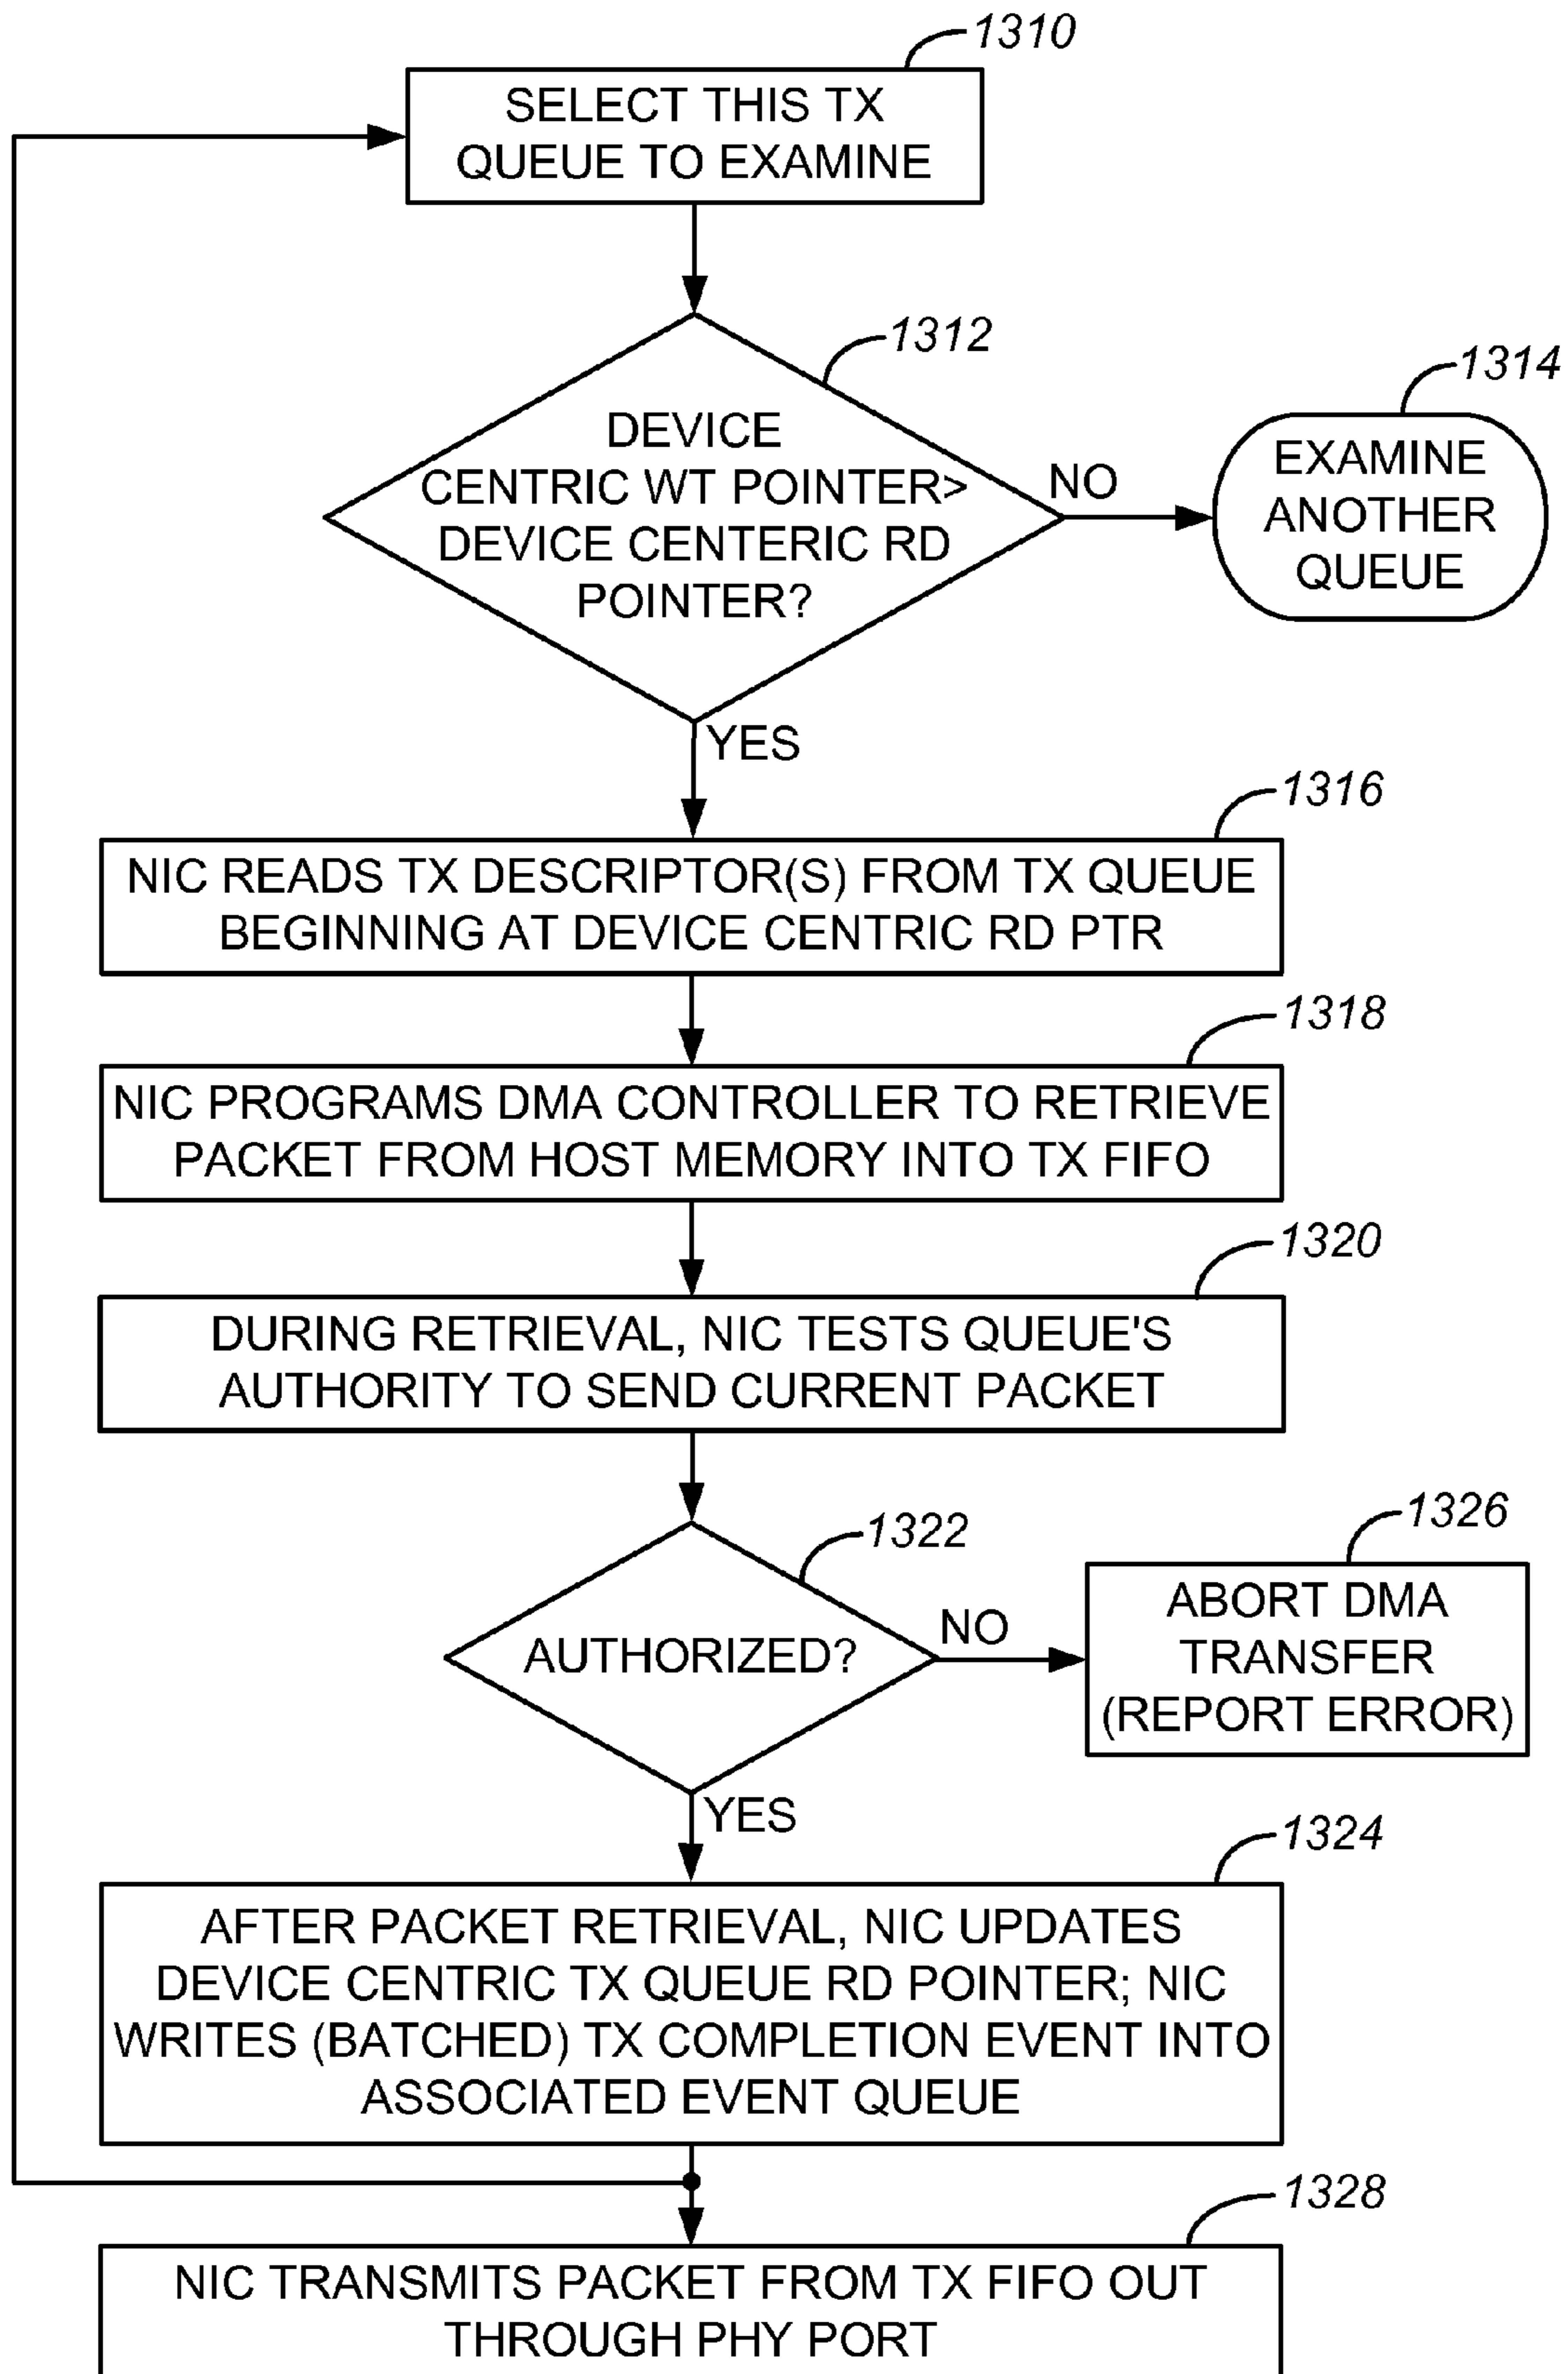 1310
SELECT THIS TX
QUEUE TO EXAMINE
1312
DEVICE
CENTRIC WT POINTER>
DEVICE CENTERIC RD
POINTER?
NO
1314
EXAMINE
ANOTHER
QUEUE
YES
1316
NIC READS TX DESCRIPTOR(S) FROM TX QUEUE
BEGINNING AT DEVICE CENTRIC RD PTR
1318
NIC PROGRAMS DMA CONTROLLER TO RETRIEVE
PACKET FROM HOST MEMORY INTO TX FIFO
1320
DURING RETRIEVAL, NIC TESTS QUEUE'S
AUTHORITY TO SEND CURRENT PACKET
1322
AUTHORIZED?
NO
1326
ABORT DMA
TRANSFER
(REPORT ERROR)
YES
1324
AFTER PACKET RETRIEVAL, NIC UPDATES
DEVICE CENTRIC TX QUEUE RD POINTER; NIC
WRITES (BATCHED) TX COMPLETION EVENT INTO
ASSOCIATED EVENT QUEUE
1328
NIC TRANSMITS PACKET FROM TX FIFO OUT
THROUGH PHY PORT